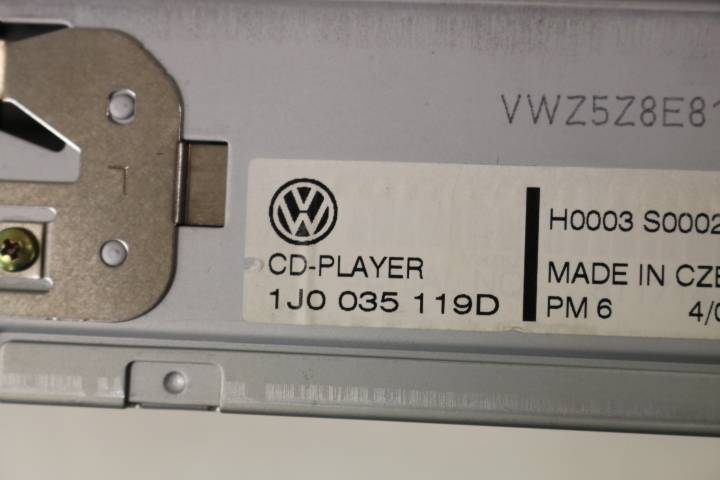 VWZ5Z8E81
CD-PLAYER
1J0 035 119D
H0003 S0002
MADE IN CZE
PM 6 4/0